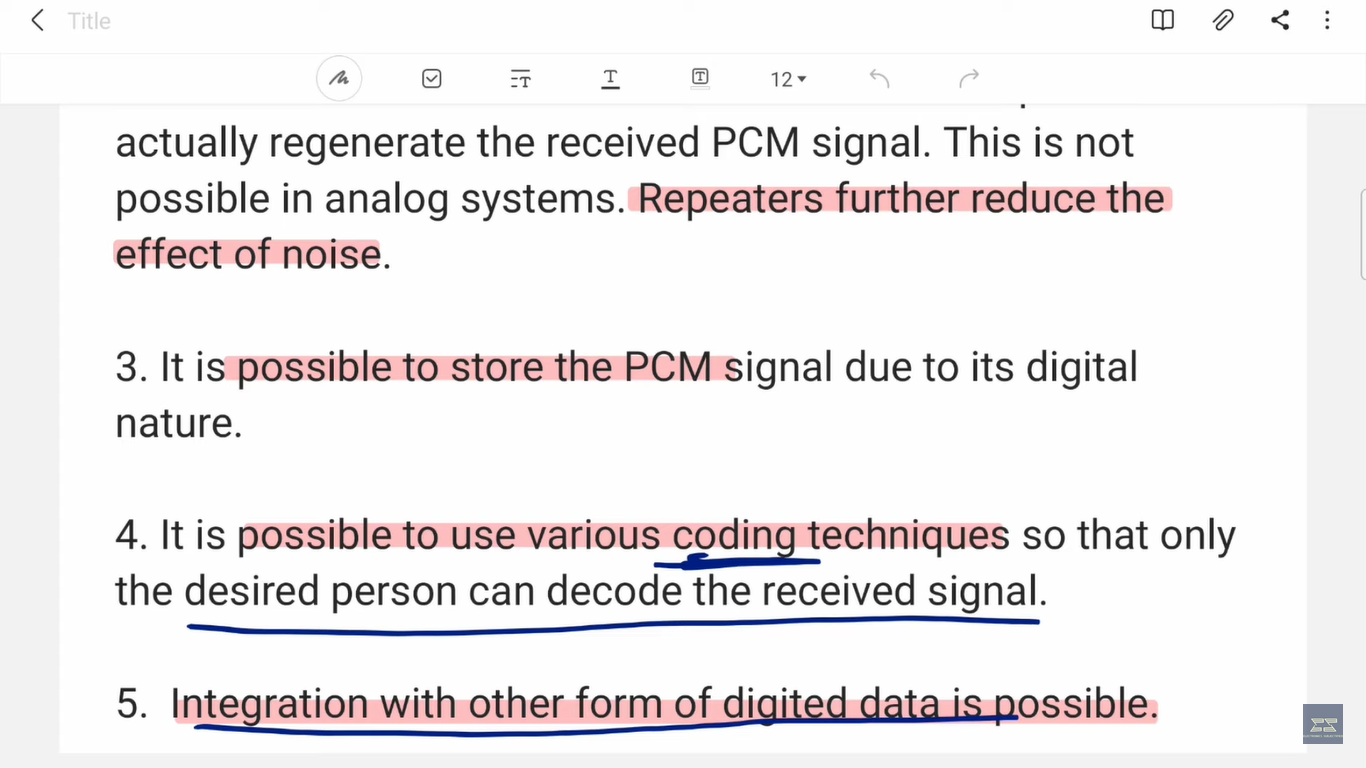 Title
12
actually regenerate the received PCM signal. This is not
possible in analog systems. Repeaters further reduce the
effect of noise.
3. It is possible to store the PCM signal due to its digital
nature.
4. It is possible to use various coding techniques so that only
the desired person can decode the received signal.
5. Integration with other form of digited data is possible.